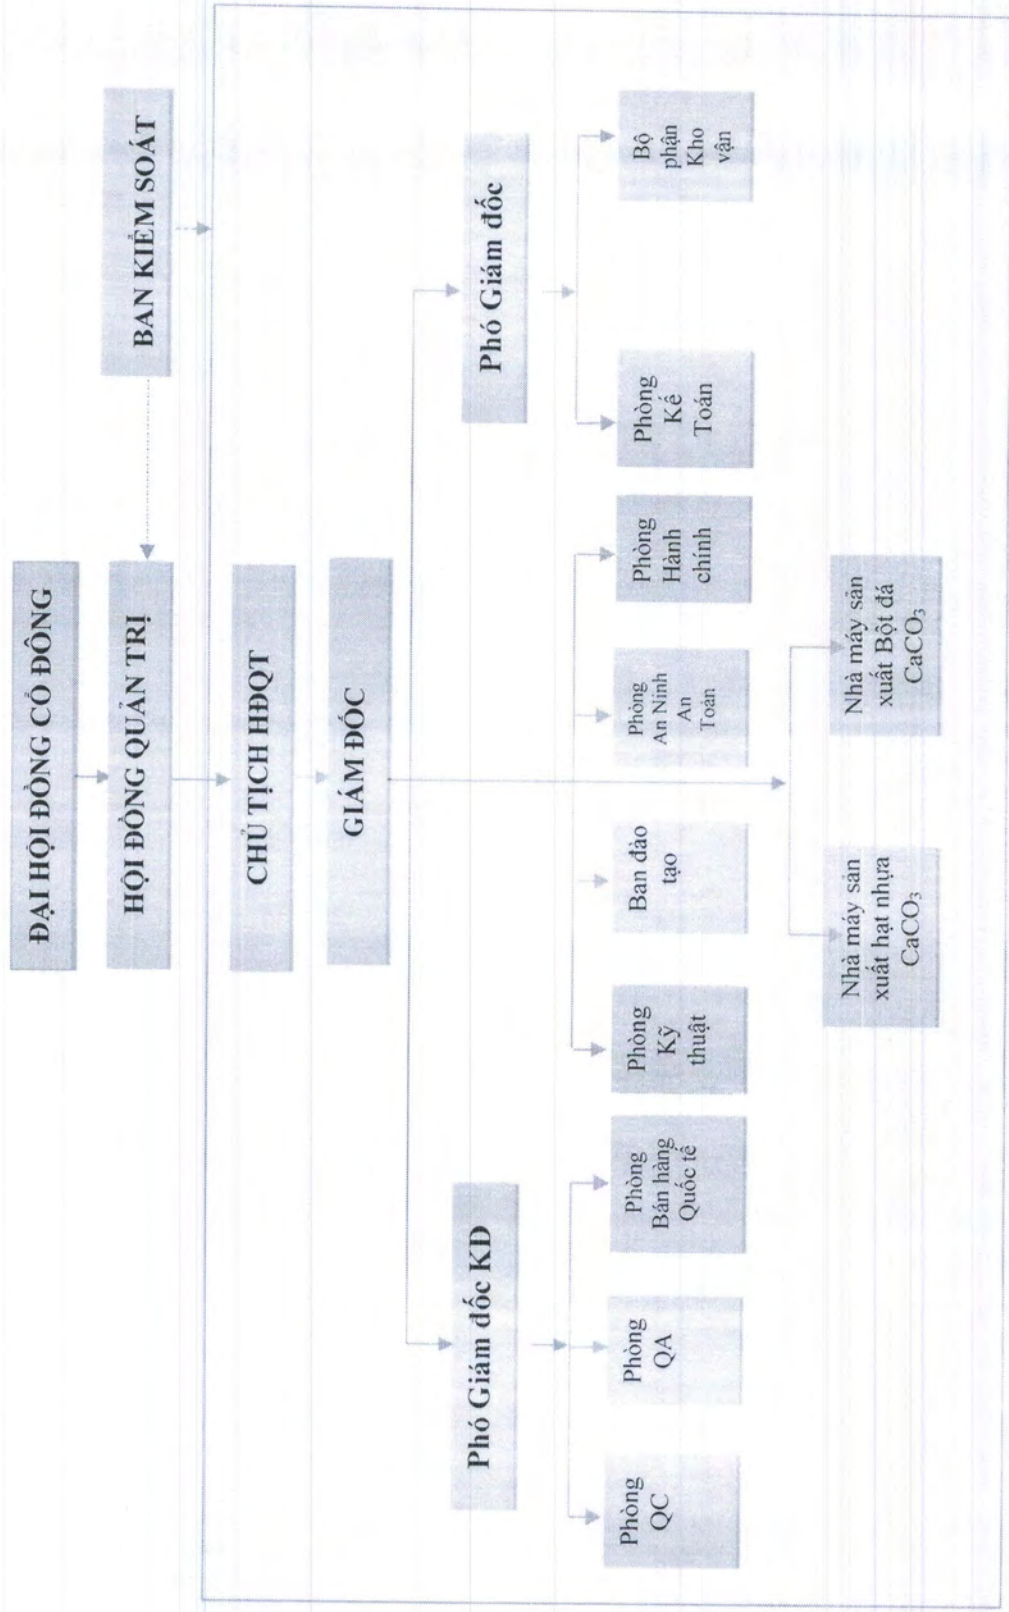 ĐẠI HỘI ĐỒNG CỔ ĐÔNG
HỘI ĐỒNG QUẢN TRỊ
BAN KIỂM SOÁT
CHỦ TỊCH HĐQT
GIÁM ĐỐC
Phó Giám đốc KD
Phó Giám đốc
Phòng
QC
Phòng
QA
Phòng
Bán hàng
Quốc tế
Phòng
Kỹ
thuật
Ban đào
tạo
Phòng
An Ninh
An
Toàn
Phòng
Hành
chính
Phòng
Kế
Toán
Bộ
phận
Kho
vận
Nhà máy sản
xuất hạt nhựa
CaCO₃
Nhà máy sản
xuất Bột đá
CaCO₃